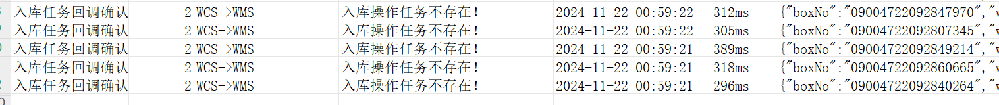 入库任务回调确认 2 WCS->WMS 入库操作任务不存在！ 2024-11-22 00:59:22 312ms {"boxNo":"09004722092847970","w
入库任务回调确认 2 WCS->WMS 入库操作任务不存在！ 2024-11-22 00:59:22 305ms {"boxNo":"09004722092807345","w
入库任务回调确认 2 WCS->WMS 入库操作任务不存在！ 2024-11-22 00:59:21 389ms {"boxNo":"09004722092849214","w
入库任务回调确认 2 WCS->WMS 入库操作任务不存在！ 2024-11-22 00:59:21 318ms {"boxNo":"09004722092860665","w
入库任务回调确认 2 WCS->WMS 入库操作任务不存在！ 2024-11-22 00:59:21 296ms {"boxNo":"09004722092840264","w